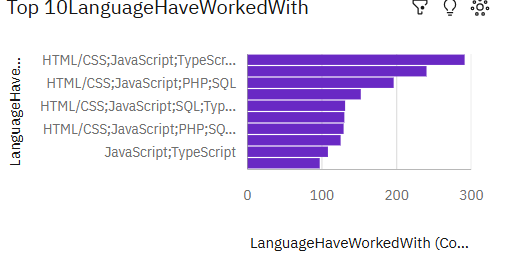 Top 10LanguageHaveWorkedWith
LanguageHave...
HTML/CSS;JavaScript;TypeScr...
HTML/CSS;JavaScript;PHP;SQL
HTML/CSS;JavaScript;SQL;Typ...
HTML/CSS;JavaScript;PHP;SQ...
JavaScript;TypeScript
0 100 200 300
LanguageHaveWorkedWith (Co...